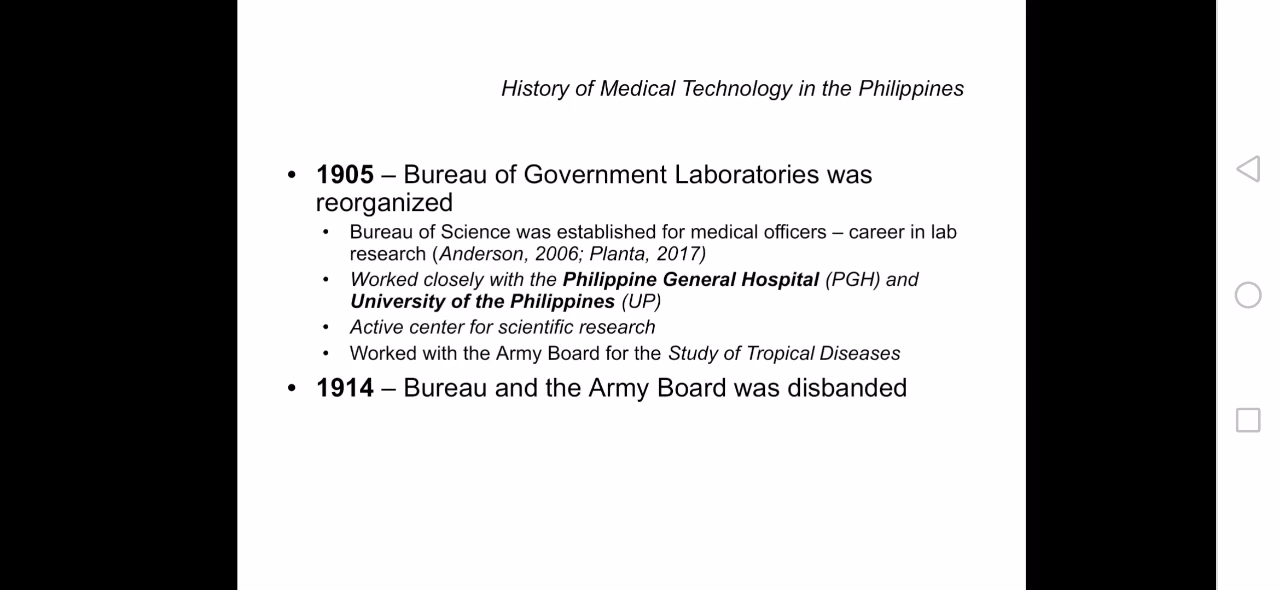 History of Medical Technology in the Philippines
• 1905 – Bureau of Government Laboratories was
reorganized
• Bureau of Science was established for medical officers – career in lab
research (Anderson, 2006; Planta, 2017)
• Worked closely with the Philippine General Hospital (PGH) and
University of the Philippines (UP)
• Active center for scientific research
• Worked with the Army Board for the Study of Tropical Diseases
• 1914 – Bureau and the Army Board was disbanded